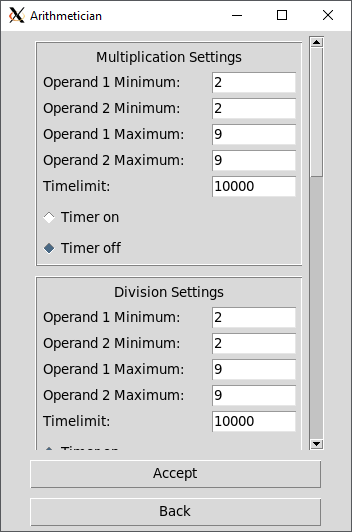 Arithmetician
Multiplication Settings
Operand 1 Minimum: 2
Operand 2 Minimum: 2
Operand 1 Maximum: 9
Operand 2 Maximum: 9
Timelimit: 10000
Timer on
Timer off
Division Settings
Operand 1 Minimum: 2
Operand 2 Minimum: 2
Operand 1 Maximum: 9
Operand 2 Maximum: 9
Timelimit: 10000
Timer on
Accept
Back